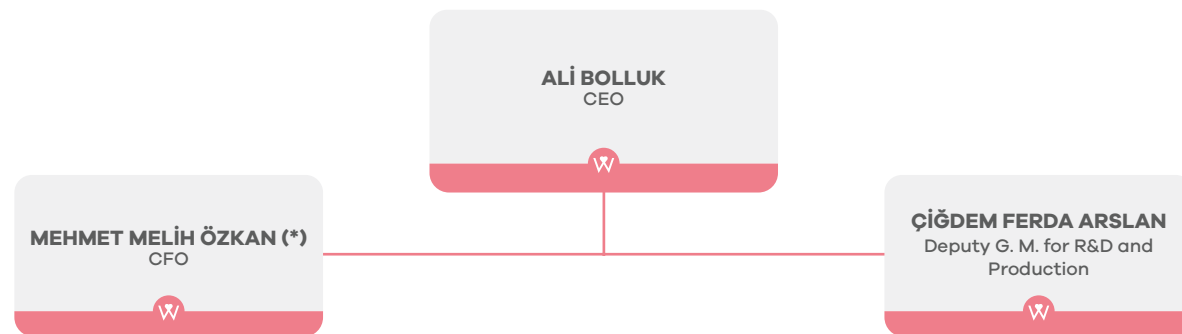 ALİ BOLLUK
CEO
MEHMET MELİH ÖZKAN (*)
CFO
ÇİĞDEM FERDA ARSLAN
Deputy G. M. for R&D and
Production